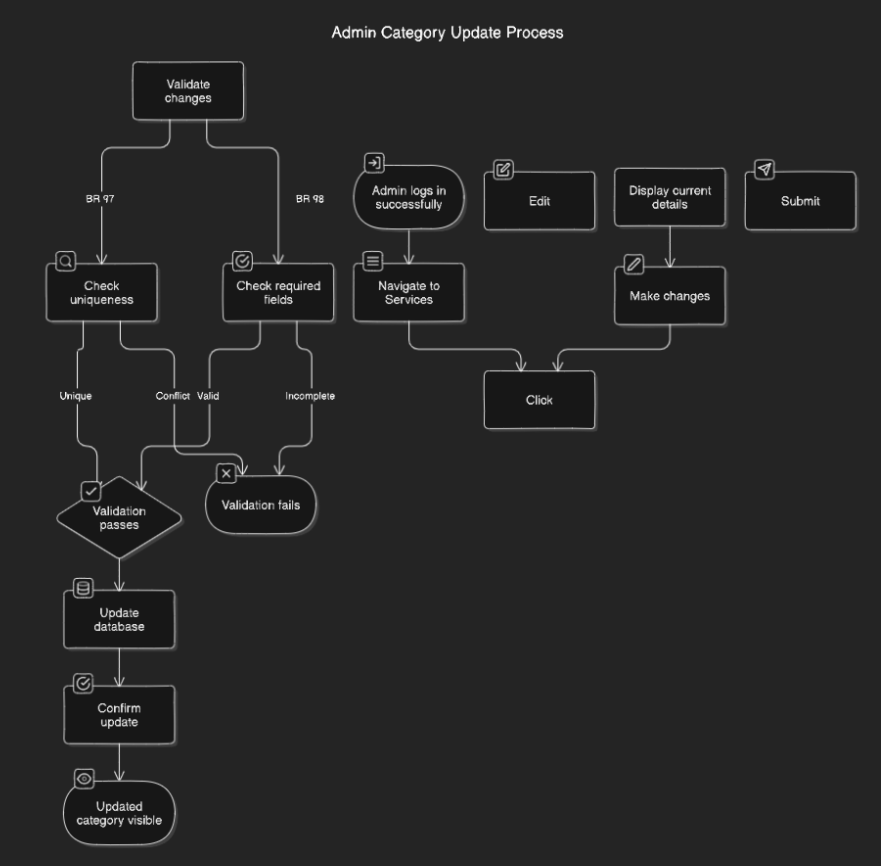 Admin Category Update Process
Validate
changes
BR 97
BR 98
Admin logs in
successfully
Edit
Display current
details
Submit
Check
uniqueness
Check required
fields
Navigate to
Services
Make changes
Unique
Conflict
Valid
Incomplete
Click
Validation
passes
Validation fails
Update
database
Confirm
update
Updated
category visible